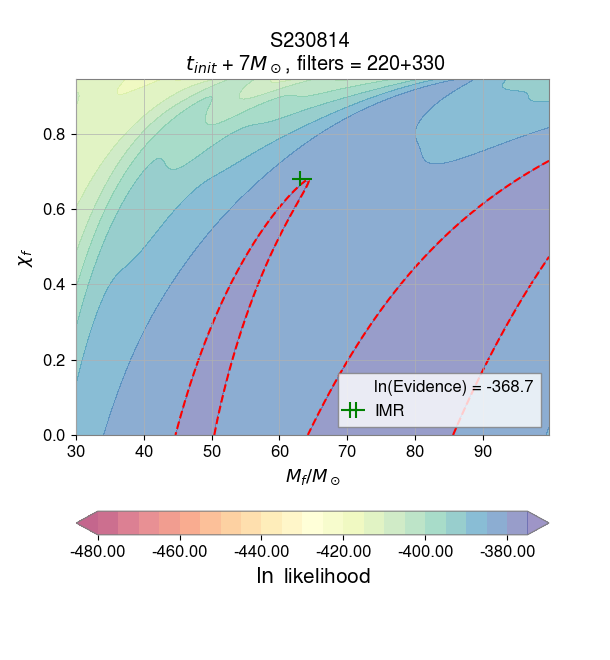 S230814
t_init + 7M_⊙, filters = 220+330
χ_f
0.8
0.6
0.4
0.2
0.0
ln(Evidence) = -368.7
IMR
30 40 50 60 70 80 90
M_f/M_⊙
-480.00 -460.00 -440.00 -420.00 -400.00 -380.00
ln likelihood